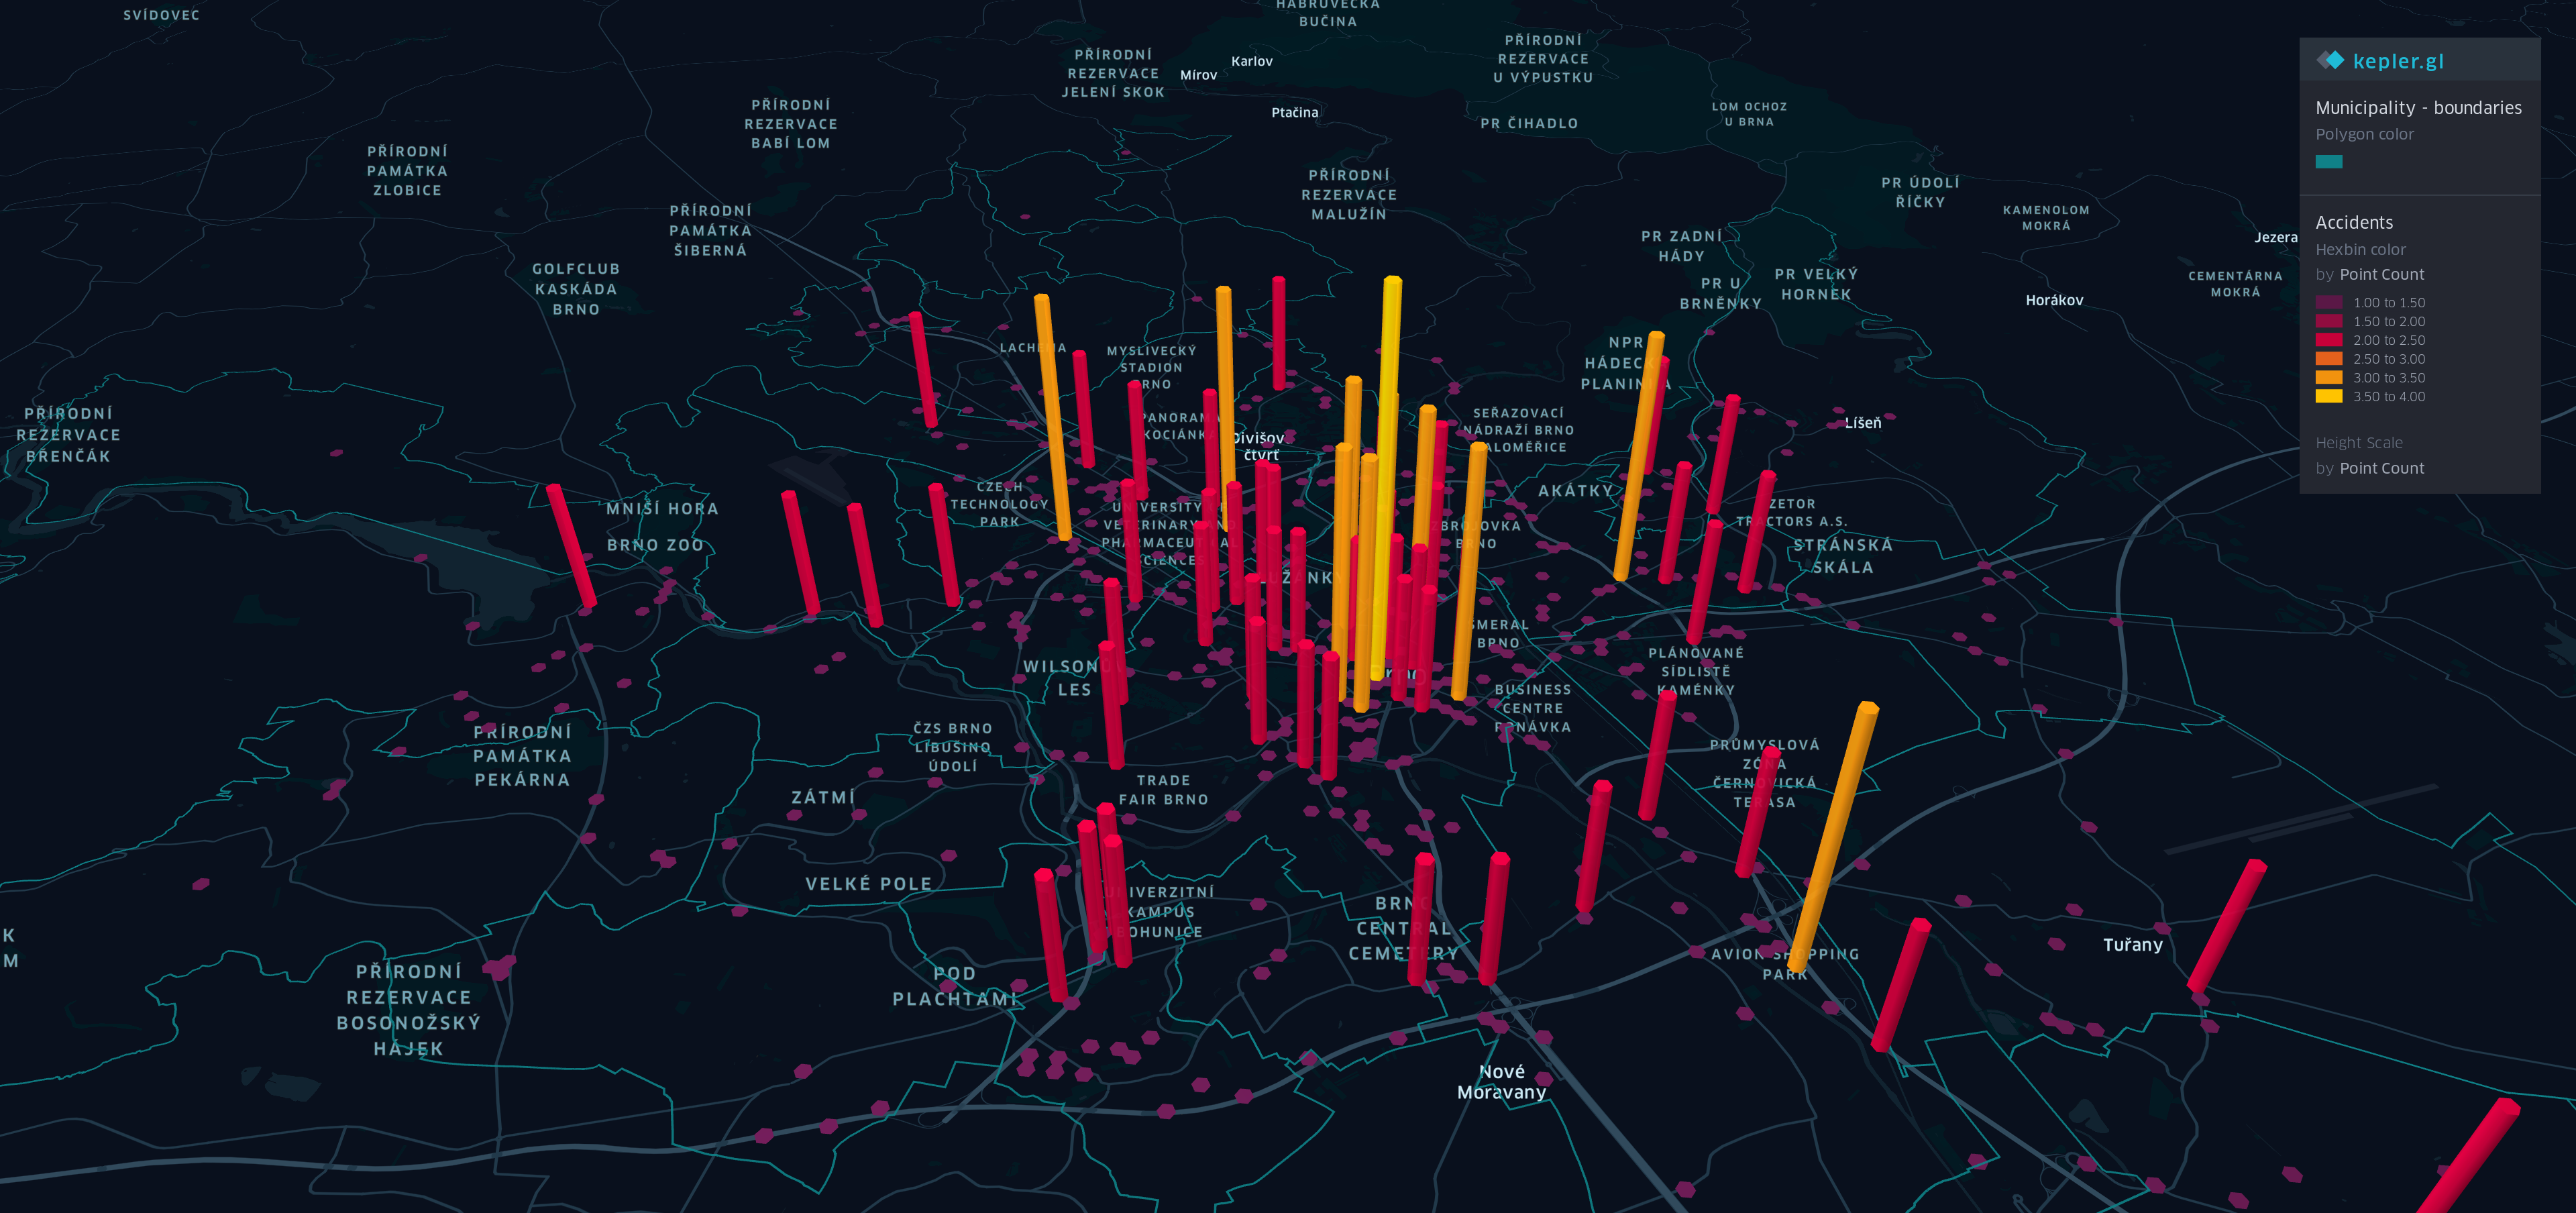 SVÍDOVEC
HABRŮVECKÁ
BUČINA
Karlov
Mírov
Ptačina
PŘÍRODNÍ
REZERVACE
JELENÍ SKOK
PŘÍRODNÍ
REZERVACE
U VÝPUSTKU
PR ČIHADLO
LOM OCHOZ
U BRNA
PŘÍRODNÍ
REZERVACE
BABÍ LOM
PŘÍRODNÍ
PAMÁTKA
ZLOBICE
PŘÍRODNÍ
REZERVACE
MALUŽÍN
PR ÚDOLÍ
ŘÍČKY
KAMENOLOM
MOKRÁ
Jezera
PŘÍRODNÍ
PAMÁTKA
ŠIBERNÁ
PR ZADNÍ
HÁDY
GOLFCLUB
KASKÁDA
BRNO
PR U
BRNĚNKY
PR VELKÝ
HORNEK
CEMENTÁRNA
MOKRÁ
Horákov
LACHEMA
MYSLIVECKÝ
STADION
BRNO
NPR
HÁDECKÁ
PLANINKA
PŘÍRODNÍ
REZERVACE
BŘENČÁK
PANORAMA
KOCIÁNKA
Divišova
čtvrť
SEŘAZOVACÍ
NÁDRAŽÍ BRNO
MALOMĚŘICE
Líšeň
CZECH
TECHNOLOGY
PARK
AKÁTKY
ZETOR
TRACTORS A.S.
MNIŠÍ HORA
BRNO ZOO
UNIVERSITY OF
VETERINARY AND
PHARMACEUTICAL
SCIENCES
ZBROJOVKA
BRNO
STRÁNSKÁ
SKÁLA
LUŽÁNKY
ŠMERAL
BRNO
WILSONŮV
LES
Brno
PLÁNOVANÉ
SÍDLIŠTĚ
KAMÉNKY
BUSINESS
CENTRE
PONÁVKA
PŘÍRODNÍ
PAMÁTKA
PEKÁRNA
ČZS BRNO
LIBUŠINO
ÚDOLÍ
PRŮMYSLOVÁ
ZÓNA
ČERNOVICKÁ
TERASA
TRADE
FAIR BRNO
ZÁTMÍ
VELKÉ POLE
UNIVERZITNÍ
KAMPUS
BOHUNICE
BRNO
CENTRAL
CEMETERY
K
M
PŘÍRODNÍ
REZERVACE
BOSONOŽSKÝ
HÁJEK
POD
PLACHTAMI
AVION SHOPPING
PARK
Tuřany
Nové
Moravany
kepler.gl
Municipality - boundaries
Polygon color
Accidents
Hexbin color
by Point Count
1.00 to 1.50
1.50 to 2.00
2.00 to 2.50
2.50 to 3.00
3.00 to 3.50
3.50 to 4.00
Height Scale
by Point Count